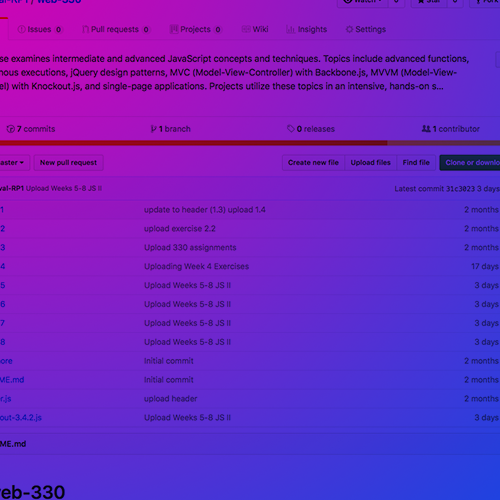 web-330
Watch 0 Star 0 Fork
Issues 0 Pull requests 0 Projects 0 Wiki Insights Settings
se examines intermediate and advanced JavaScript concepts and techniques. Topics include advanced functions,
nous executions, jQuery design patterns, MVC (Model-View-Controller) with Backbone.js, MVVM (Model-View-
el) with Knockout.js, and single-page applications. Projects utilize these topics in an intensive, hands-on s...
7 commits 1 branch 0 releases 1 contributor
aster New pull request Create new file Upload files Find file Clone or downlo
val-RP1 Upload Weeks 5-8 JS II Latest commit 31c3023 3 days
1 update to header (1.3) upload 1.4 2 months
2 upload exercise 2.2 2 months
3 Upload 330 assignments 2 months
4 Uploading Week 4 Exercises 17 days
5 Upload Weeks 5-8 JS II 3 days
6 Upload Weeks 5-8 JS II 3 days
7 Upload Weeks 5-8 JS II 3 days
8 Upload Weeks 5-8 JS II 3 days
ore Initial commit 2 months
ME.md Initial commit 2 months
r.js upload header 2 months
out-3.4.2.js Upload Weeks 5-8 JS II 3 days
ME.md
eb-330